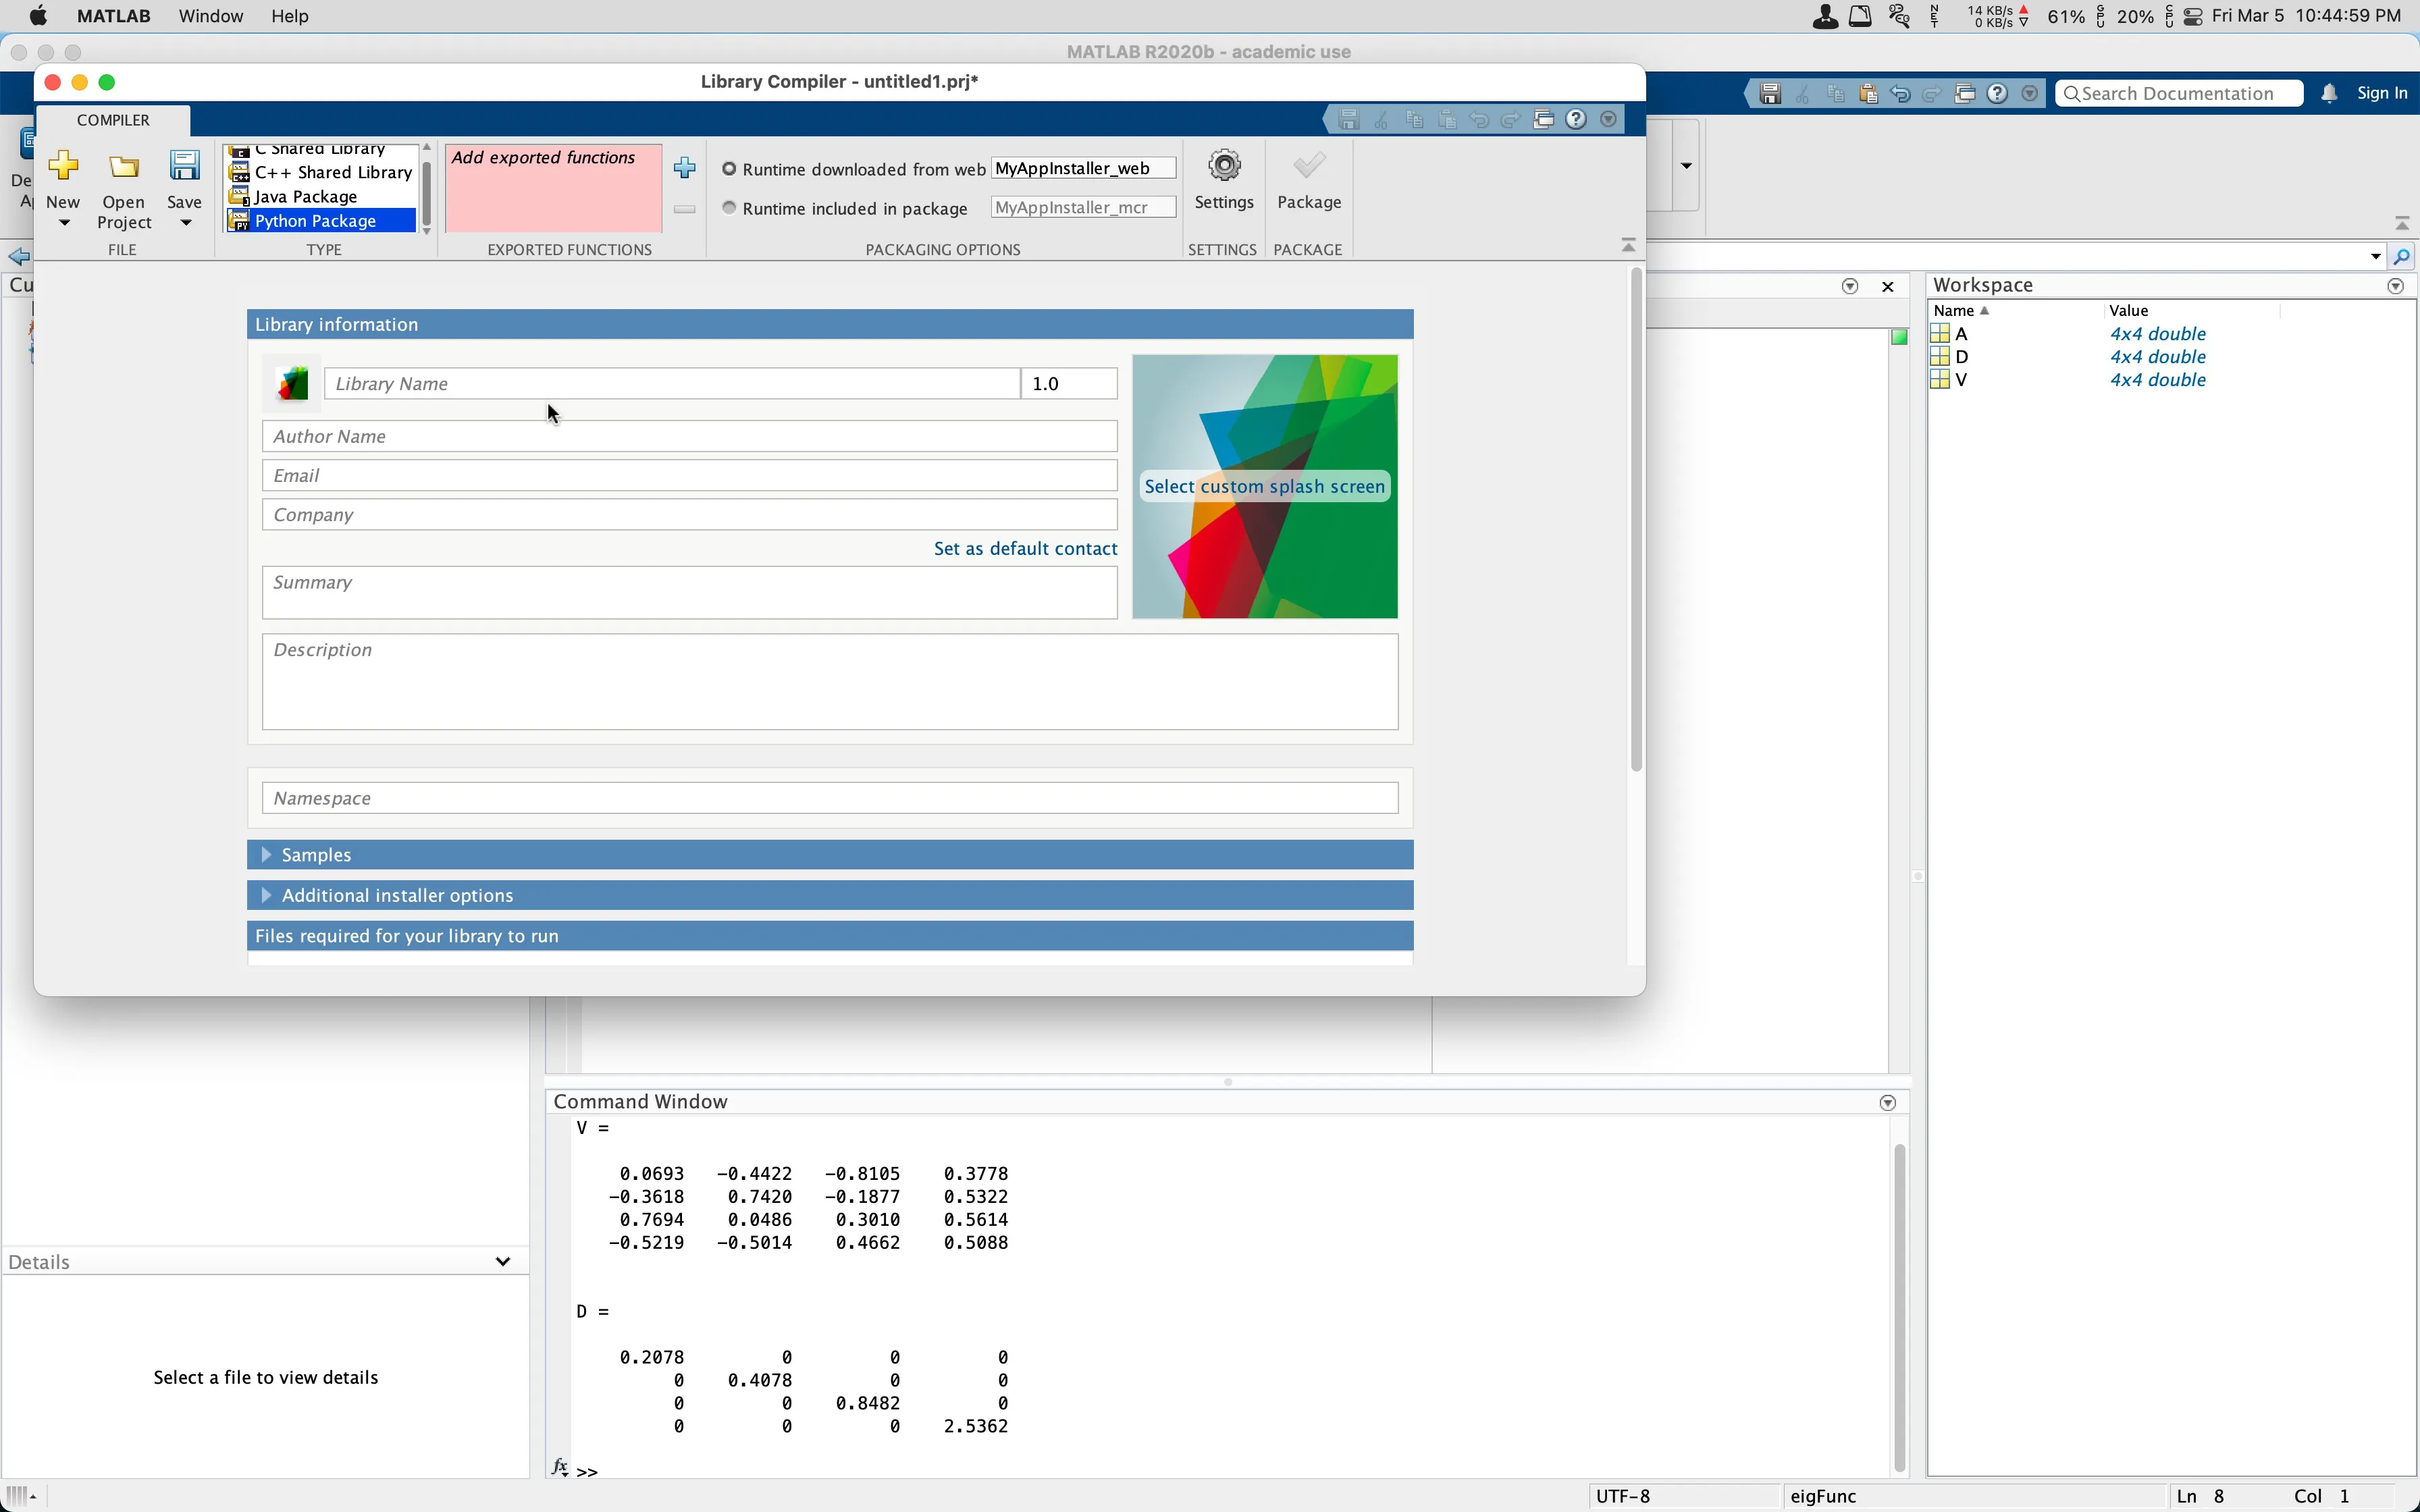 MATLAB Window Help
NET 14 KB/s 0 KB/s 61% GPU 20% CPU Fri Mar 5 10:44:59 PM
MATLAB R2020b - academic use
Library Compiler - untitled1.prj*
Search Documentation Sign In
COMPILER
De
A
New
Open Project
Save
FILE
C Shared Library
C++ Shared Library
Java Package
Python Package
TYPE
Add exported functions
EXPORTED FUNCTIONS
Runtime downloaded from web MyAppInstaller_web
Runtime included in package MyAppInstaller_mcr
PACKAGING OPTIONS
Settings
SETTINGS
Package
PACKAGE
Cu
Library information
Library Name 1.0
Author Name
Email
Company
Set as default contact
Summary
Select custom splash screen
Description
Namespace
Samples
Additional installer options
Files required for your library to run
Workspace
Name Value
A 4x4 double
D 4x4 double
V 4x4 double
Command Window
V =
0.0693 -0.4422 -0.8105 0.3778
-0.3618 0.7420 -0.1877 0.5322
0.7694 0.0486 0.3010 0.5614
-0.5219 -0.5014 0.4662 0.5088
D =
0.2078 0 0 0
0 0.4078 0 0
0 0 0.8482 0
0 0 0 2.5362
fx >>
Details
Select a file to view details
UTF-8 eigFunc Ln 8 Col 1